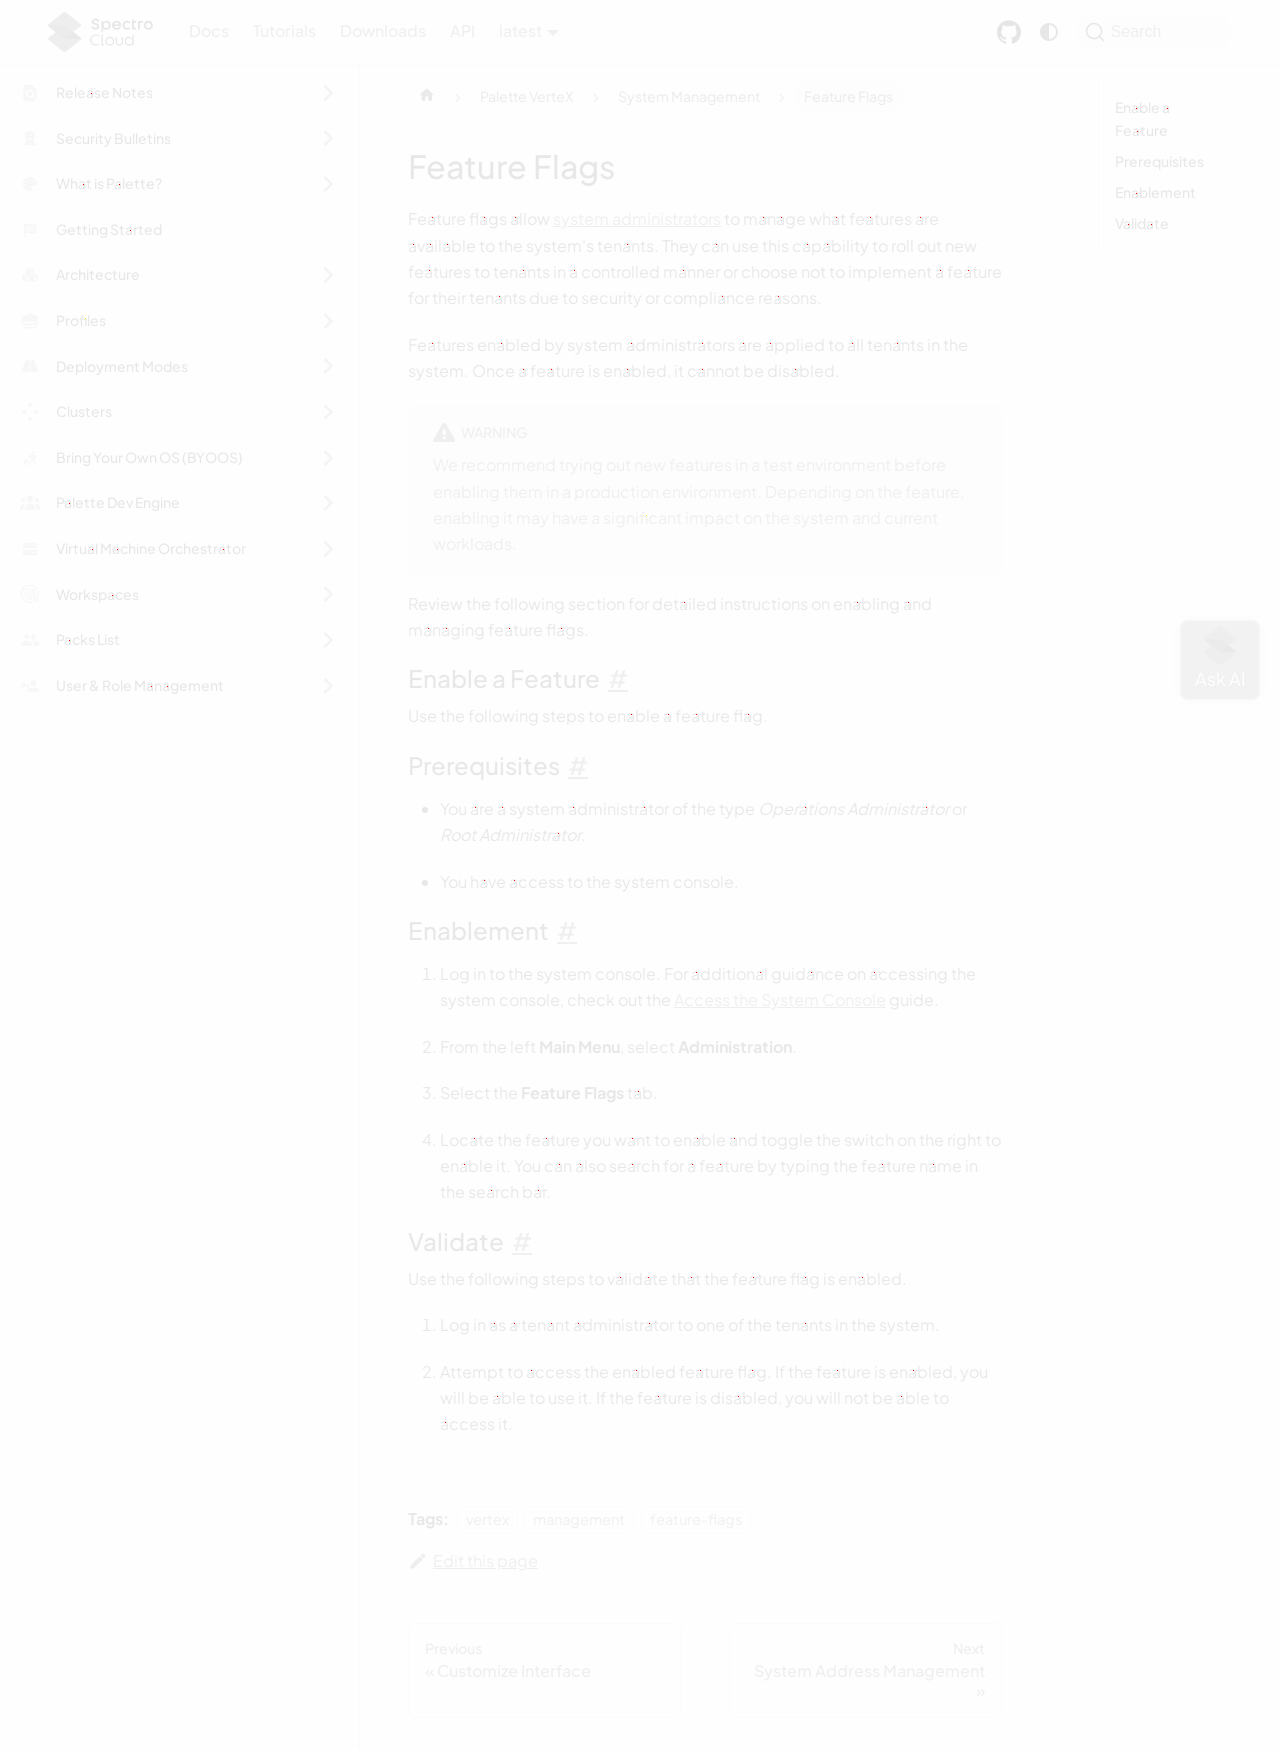 Spectro
Cloud
Docs
Tutorials
Downloads
API
latest
Search
Release Notes
Security Bulletins
What is Palette?
Getting Started
Architecture
Profiles
Deployment Modes
Clusters
Bring Your Own OS (BYOOS)
Palette Dev Engine
Virtual Machine Orchestrator
Workspaces
Packs List
User & Role Management
Palette VerteX
System Management
Feature Flags
Feature Flags
Feature flags allow system administrators to manage what features are
available to the system's tenants. They can use this capability to roll out new
features to tenants in a controlled manner or choose not to implement a feature
for their tenants due to security or compliance reasons.
Features enabled by system administrators are applied to all tenants in the
system. Once a feature is enabled, it cannot be disabled.
WARNING
We recommend trying out new features in a test environment before
enabling them in a production environment. Depending on the feature,
enabling it may have a significant impact on the system and current
workloads.
Review the following section for detailed instructions on enabling and
managing feature flags.
Enable a Feature #
Use the following steps to enable a feature flag.
Prerequisites #
• You are a system administrator of the type Operations Administrator or
Root Administrator.
• You have access to the system console.
Enablement #
1. Log in to the system console. For additional guidance on accessing the
system console, check out the Access the System Console guide.
2. From the left Main Menu, select Administration.
3. Select the Feature Flags tab.
4. Locate the feature you want to enable and toggle the switch on the right to
enable it. You can also search for a feature by typing the feature name in
the search bar.
Validate #
Use the following steps to validate that the feature flag is enabled.
1. Log in as a tenant administrator to one of the tenants in the system.
2. Attempt to access the enabled feature flag. If the feature is enabled, you
will be able to use it. If the feature is disabled, you will not be able to
access it.
Tags:
vertex
management
feature-flags
Edit this page
Previous
« Customize Interface
Next
System Address Management
»
Enable a
Feature
Prerequisites
Enablement
Validate
Ask AI